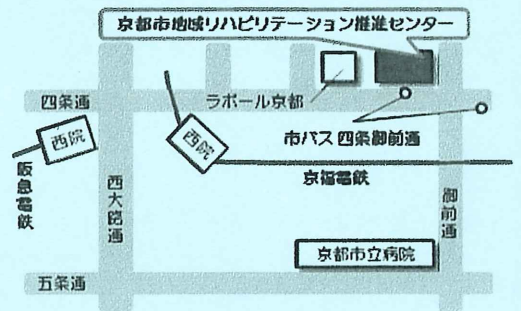 京都市地域リハビリテーション推進センター
四条通
ラボール京都
西院
西院
市バス 四条御前通
阪急電鉄
京福電鉄
西大路通
御前通
京都市立病院
五条通